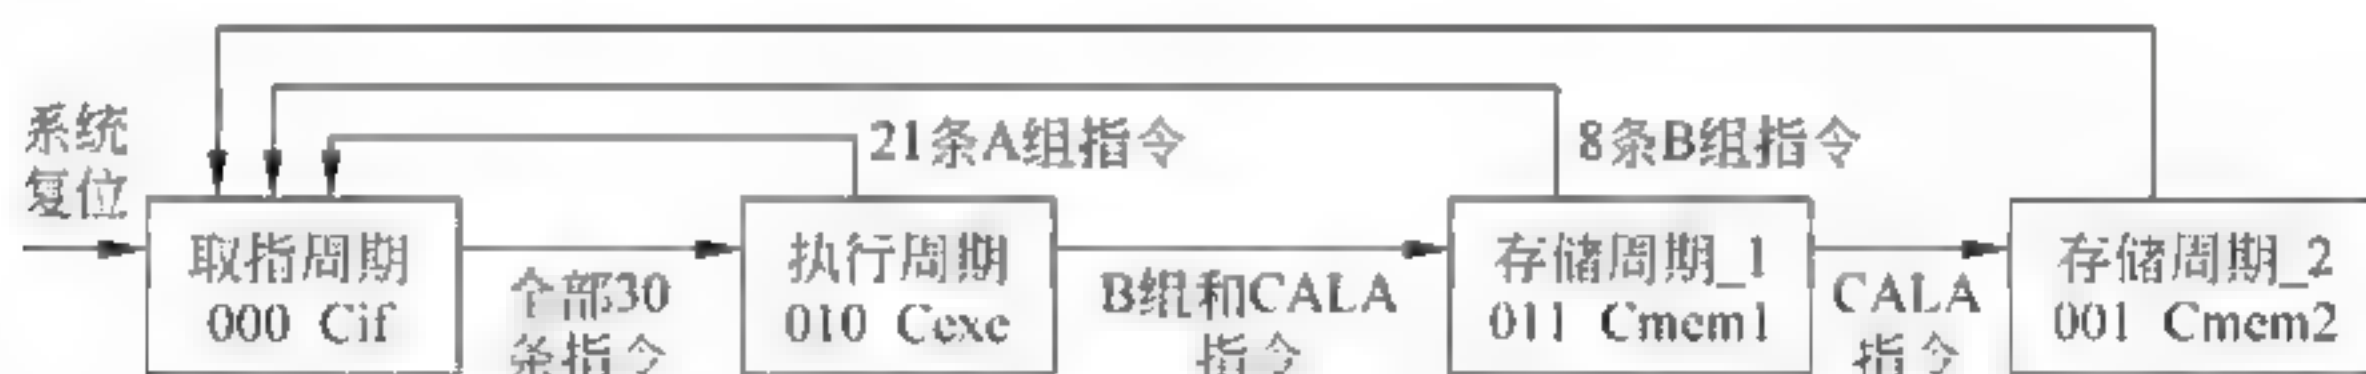 系统
复位
21条A组指令
8条B组指令
取指周期
000 Cif
全部30
条指令
执行周期
010 Cexe
B组和CALA
指令
存储周期_1
011 Cmem1
CALA
指令
存储周期_2
001 Cmem2